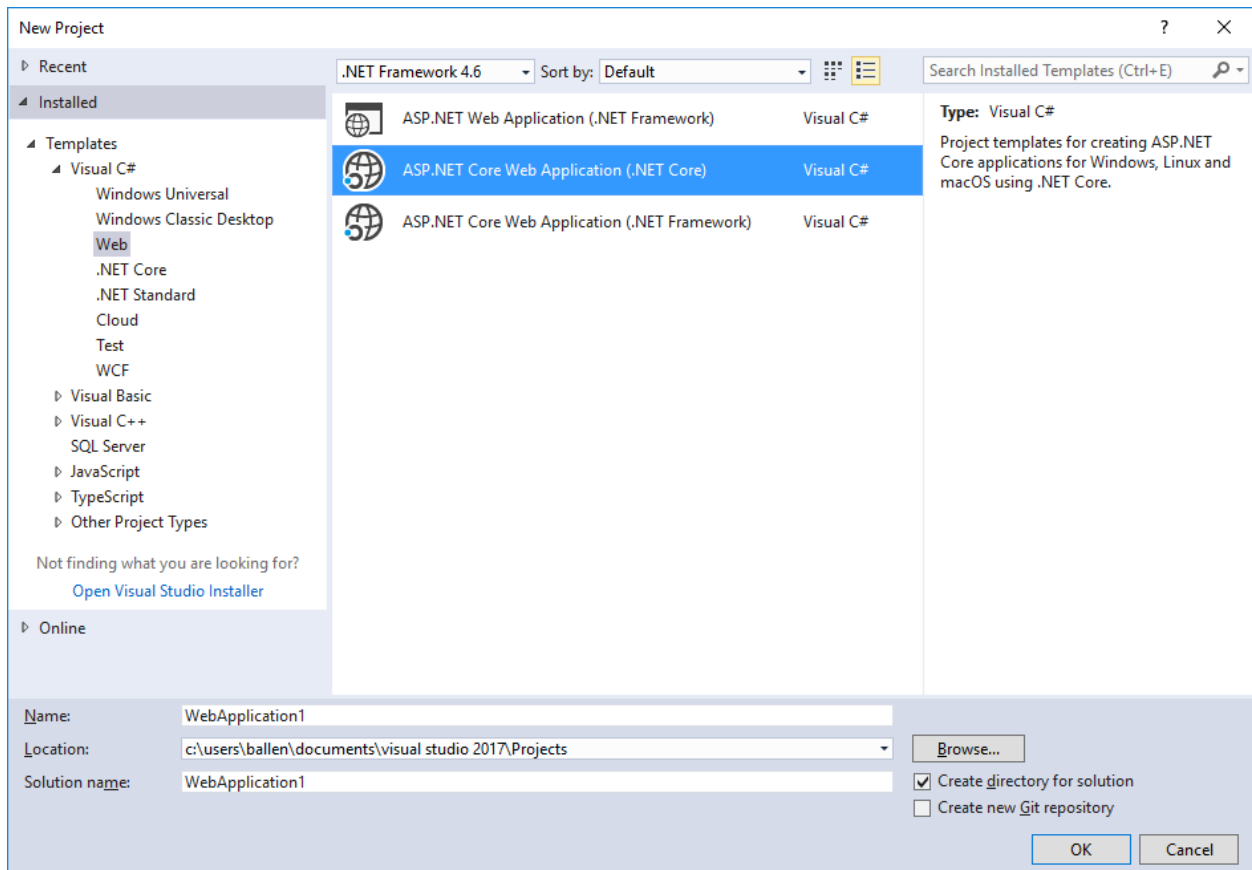 New Project
?
Recent
Installed
Templates
Visual C#
Windows Universal
Windows Classic Desktop
Web
.NET Core
.NET Standard
Cloud
Test
WCF
Visual Basic
Visual C++
SQL Server
JavaScript
TypeScript
Other Project Types
Not finding what you are looking for?
Open Visual Studio Installer
Online
.NET Framework 4.6 Sort by: Default
ASP.NET Web Application (.NET Framework) Visual C#
ASP.NET Core Web Application (.NET Core) Visual C#
ASP.NET Core Web Application (.NET Framework) Visual C#
Search Installed Templates (Ctrl+E)
Type: Visual C#
Project templates for creating ASP.NET
Core applications for Windows, Linux and
macOS using .NET Core.
Name: WebApplication1
Location: c:\users\ballen\documents\visual studio 2017\Projects Browse...
Solution name: WebApplication1
Create directory for solution
Create new Git repository
OK Cancel